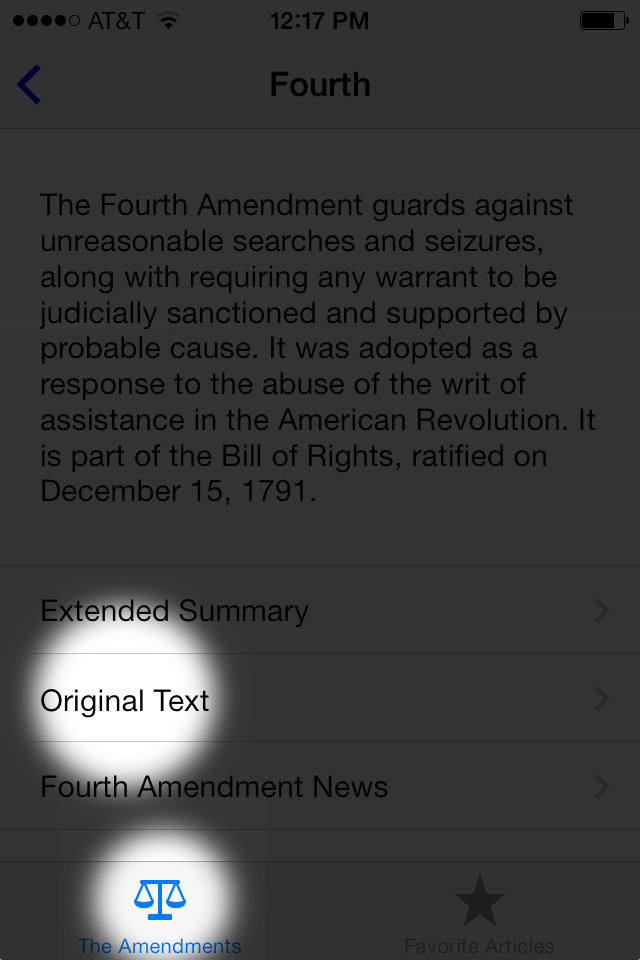 AT&T 12:17 PM
Fourth
The Fourth Amendment guards against
unreasonable searches and seizures,
along with requiring any warrant to be
judicially sanctioned and supported by
probable cause. It was adopted as a
response to the abuse of the writ of
assistance in the American Revolution. It
is part of the Bill of Rights, ratified on
December 15, 1791.
Extended Summary
Original Text
Fourth Amendment News
The Amendments Favorite Articles